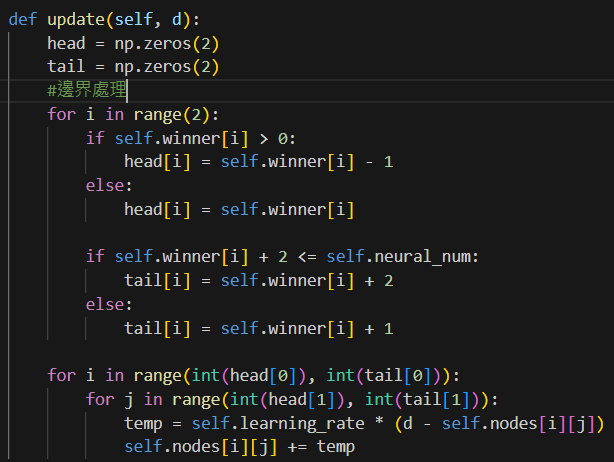 def update(self, d):
    head = np.zeros(2)
    tail = np.zeros(2)
    #邊界處理
    for i in range(2):
        if self.winner[i] > 0:
            head[i] = self.winner[i] - 1
        else:
            head[i] = self.winner[i]

        if self.winner[i] + 2 <= self.neural_num:
            tail[i] = self.winner[i] + 2
        else:
            tail[i] = self.winner[i] + 1

    for i in range(int(head[0]), int(tail[0])):
        for j in range(int(head[1]), int(tail[1])):
            temp = self.learning_rate * (d - self.nodes[i][j])
            self.nodes[i][j] += temp